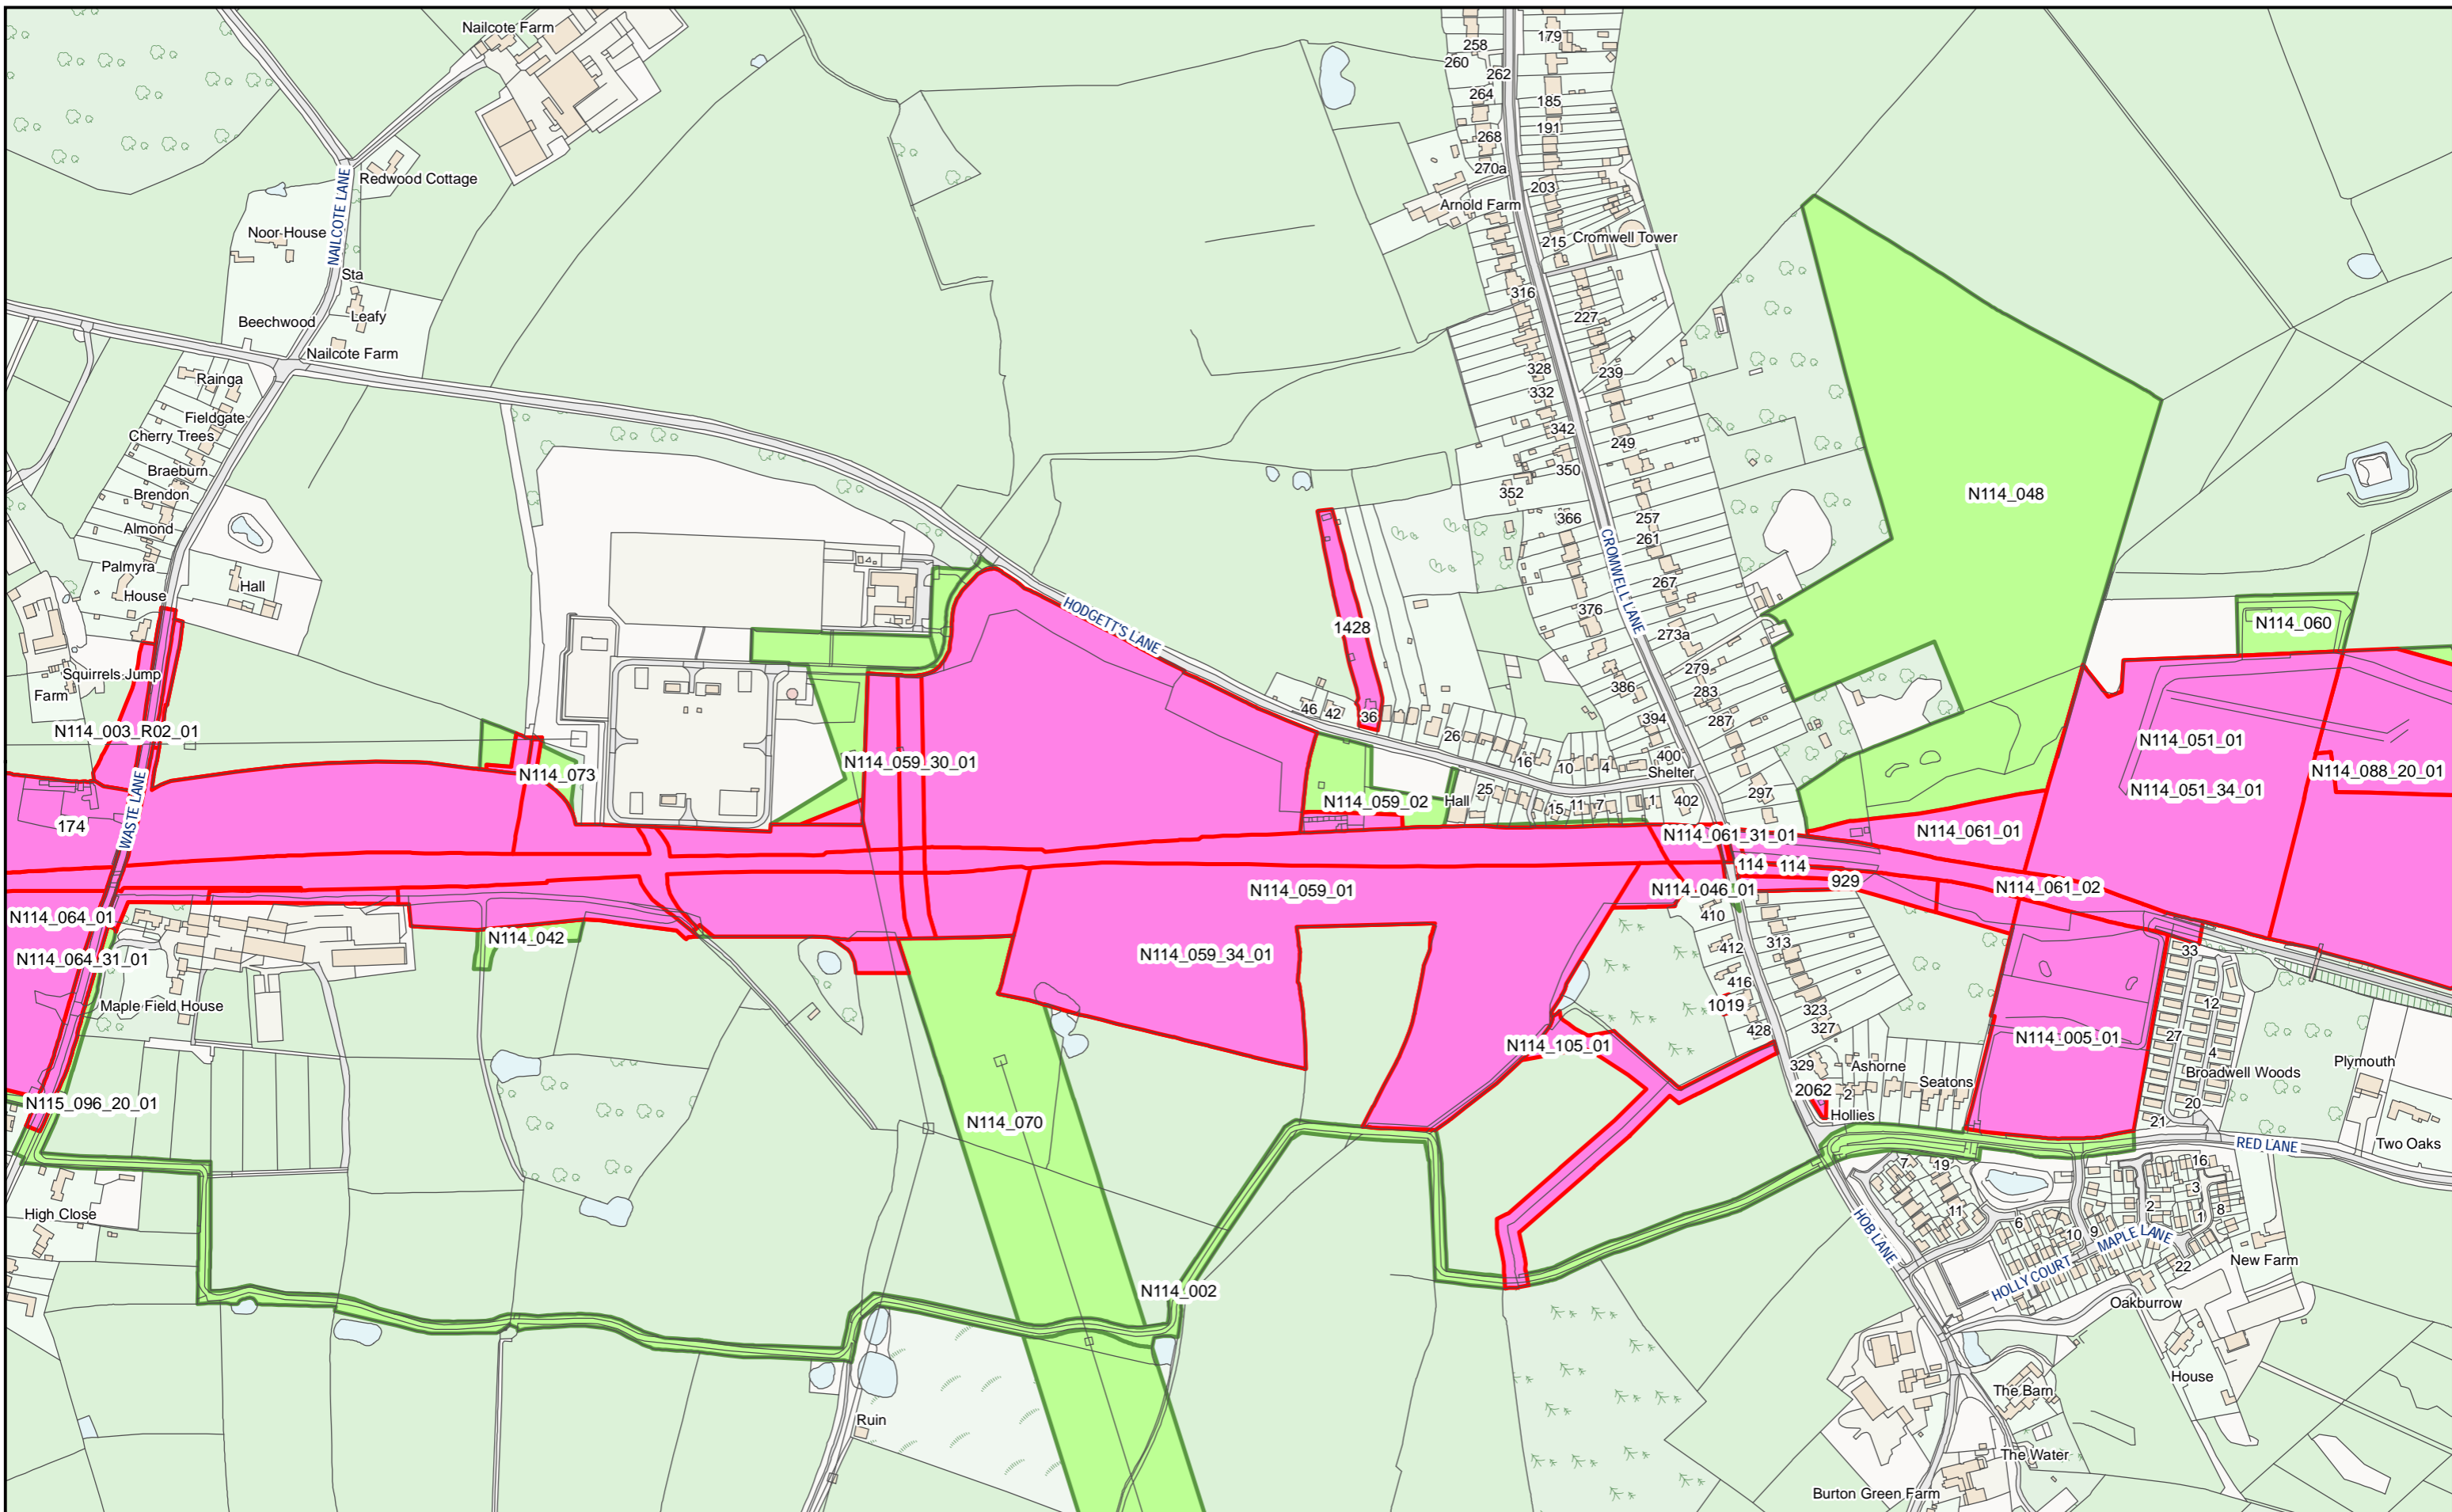 Nailcote Farm
258
179
260
262
264
185
191
268
270a
Redwood Cottage
NAILCOTE LANE
203
Arnold Farm
Noor House
215
Cromwell Tower
Sta
316
Leafy
Beechwood
227
Nailcote Farm
328
239
Rainga
332
Fieldgate
342
Cherry Trees
249
350
Braeburn
352
Brendon
N114_048
366
257
Almond
261
CROMWELL LANE
Palmyra
267
House
Hall
376
HODGETT'S LANE
1428
273a
N114_060
279
Squirrels Jump
386
283
Farm
46
42
36
394
287
N114_003_R02_01
26
N114_051_01
400
N114_059_30_01
16
10
4
Shelter
N114_088_20_01
N114_073
25
297
N114_051_34_01
N114_059_02
Hall
15
11
7
1
402
WASTE LANE
174
N114_061_31_01
N114_061_01
114
114
929
N114_059_01
N114_046_01
N114_061_02
N114_064_01
410
N114_042
313
412
33
N114_059_34_01
N114_064_31_01
416
Maple Field House
1019
12
323
428
327
27
N114_005_01
N114_105_01
4
329
Ashorne
Plymouth
Broadwell Woods
Seatons
2062
2
N115_096_20_01
20
Hollies
N114_070
21
RED LANE
Two Oaks
7
19
16
3
High Close
2
11
1
8
6
HOB LANE
10
9
MAPLE LANE
New Farm
22
HOLLY COURT
N114_002
Oakburrow
House
The Barn
Ruin
The Water
Burton Green Farm